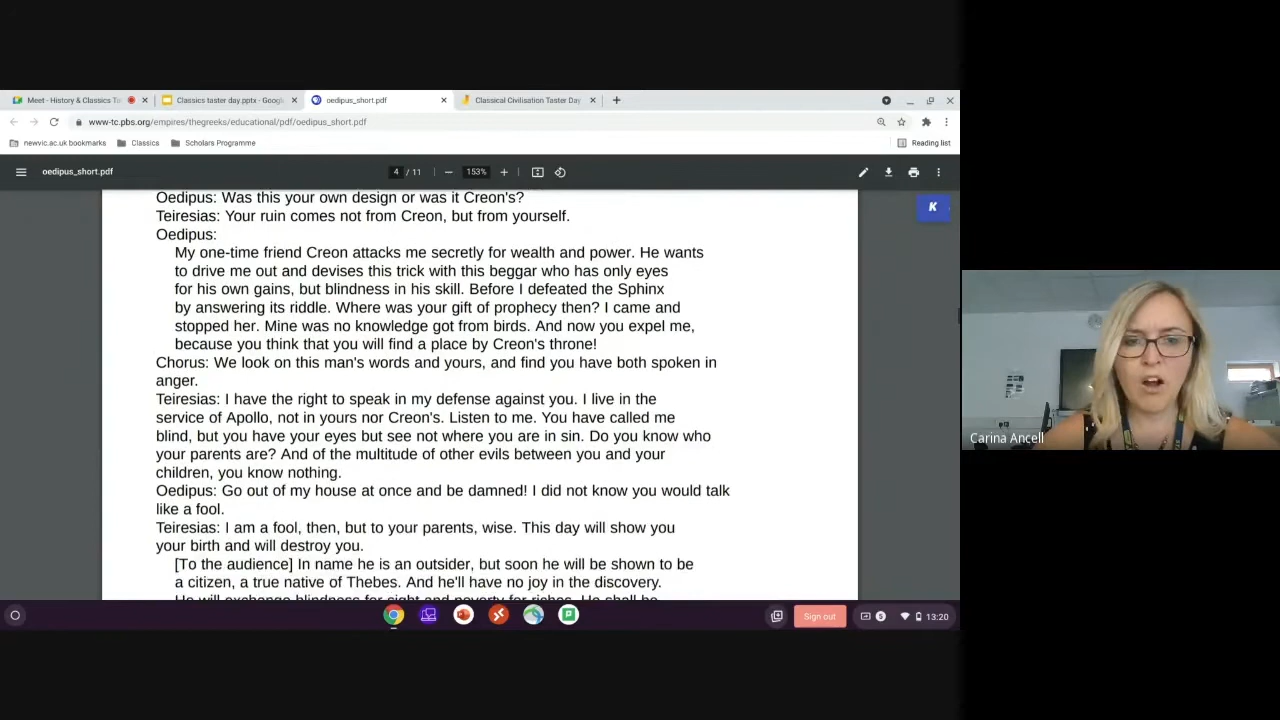 Meet - History & Classics Ta
Classics taster day.pptx - Google
oedipus_short.pdf
Classical Civilisation Taster Day
www-tc.pbs.org/empires/thegreeks/educational/pdf/oedipus_short.pdf
newvic.ac.uk bookmarks
Classics
Scholars Programme
Reading list
oedipus_short.pdf
4 / 11
153%
K
Oedipus: Was this your own design or was it Creon's?
Teiresias: Your ruin comes not from Creon, but from yourself.
Oedipus:
My one-time friend Creon attacks me secretly for wealth and power. He wants
to drive me out and devises this trick with this beggar who has only eyes
for his own gains, but blindness in his skill. Before I defeated the Sphinx
by answering its riddle. Where was your gift of prophecy then? I came and
stopped her. Mine was no knowledge got from birds. And now you expel me,
because you think that you will find a place by Creon's throne!
Chorus: We look on this man's words and yours, and find you have both spoken in
anger.
Teiresias: I have the right to speak in my defense against you. I live in the
service of Apollo, not in yours nor Creon's. Listen to me. You have called me
blind, but you have your eyes but see not where you are in sin. Do you know who
your parents are? And of the multitude of other evils between you and your
children, you know nothing.
Oedipus: Go out of my house at once and be damned! I did not know you would talk
like a fool.
Teiresias: I am a fool, then, but to your parents, wise. This day will show you
your birth and will destroy you.
[To the audience] In name he is an outsider, but soon he will be shown to be
a citizen, a true native of Thebes. And he'll have no joy in the discovery.
He will exchange blindness for sight and poverty for riches. He shall be
Carina Ancell
Sign out
5
13:20